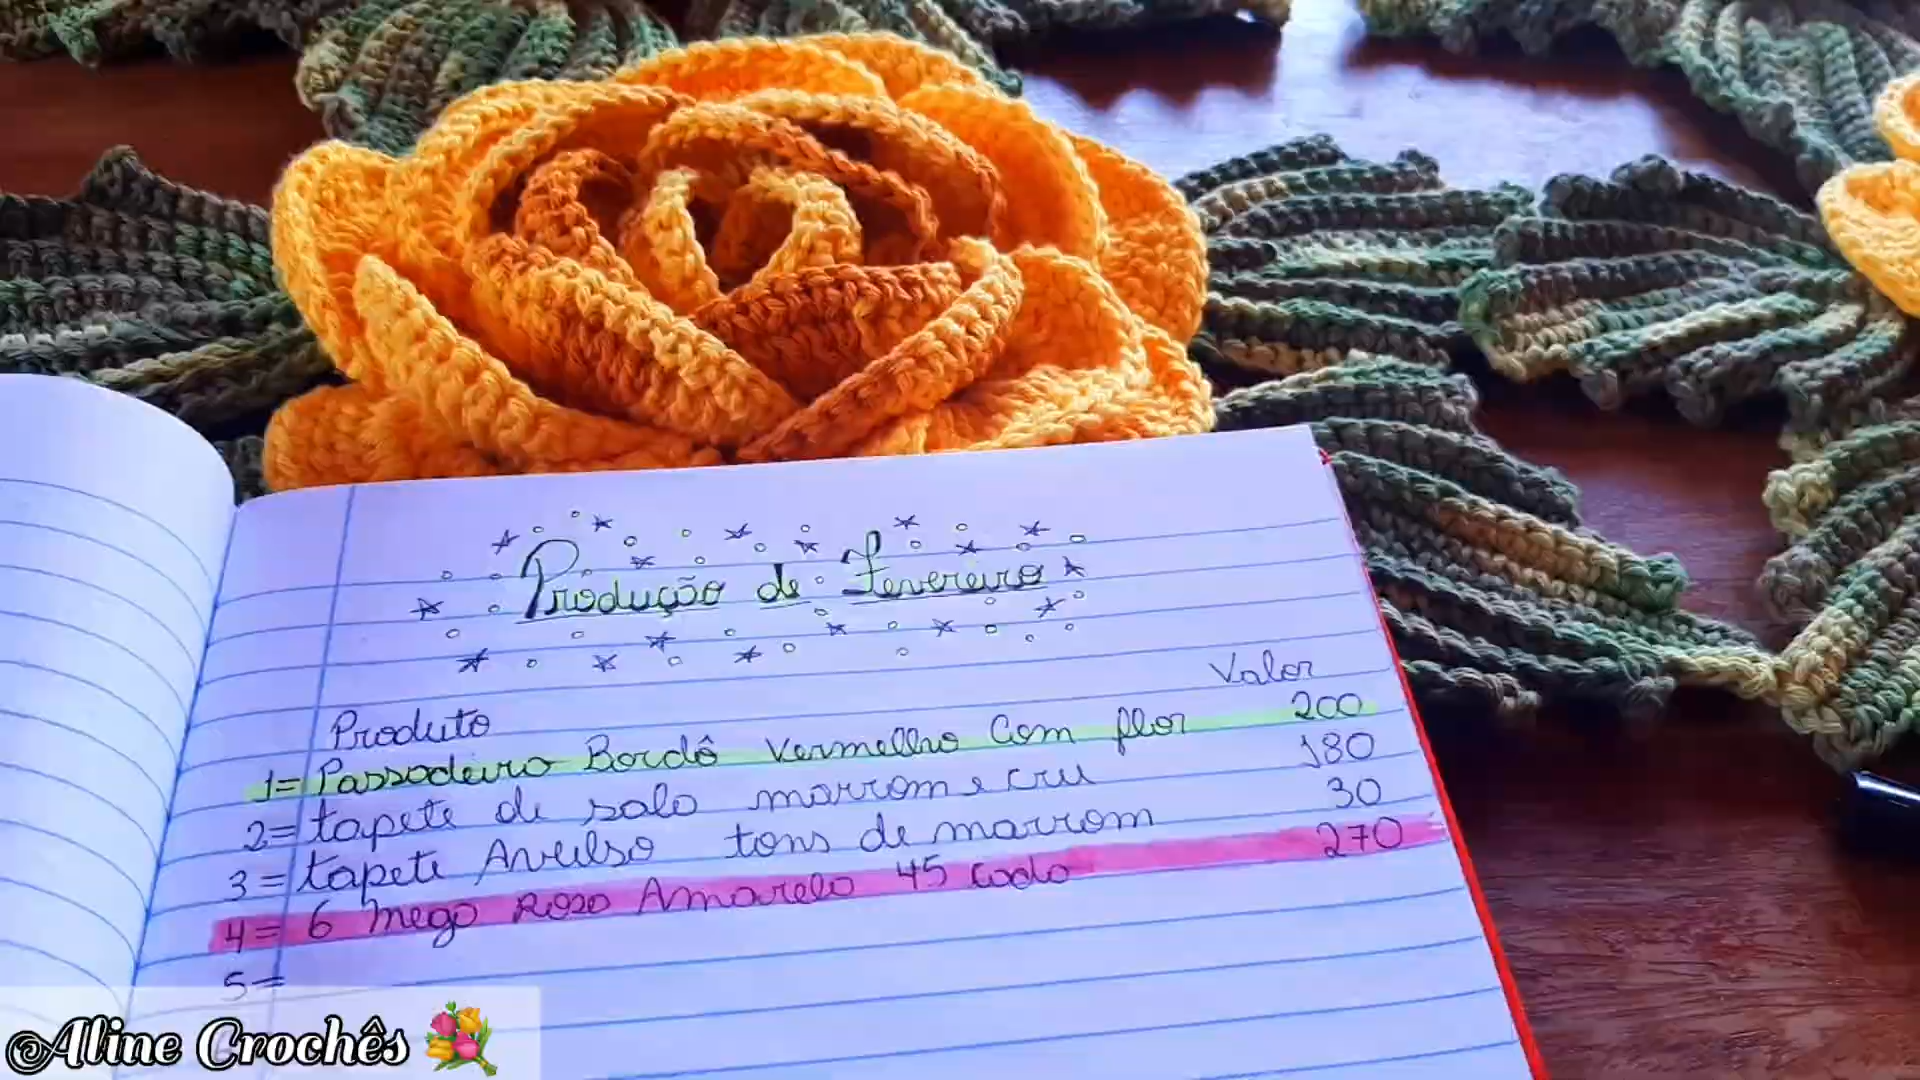 Produção de Fevereiro
Produto Valor
1= Passadeira Bordô Vermelho Com flor 200
2= tapete de sala marrom e cru 180
3= tapete Avulso tons de marrom 30
4= 6 Mega Rosa Amarelo 45 cada 270
5=
Aline Crochês